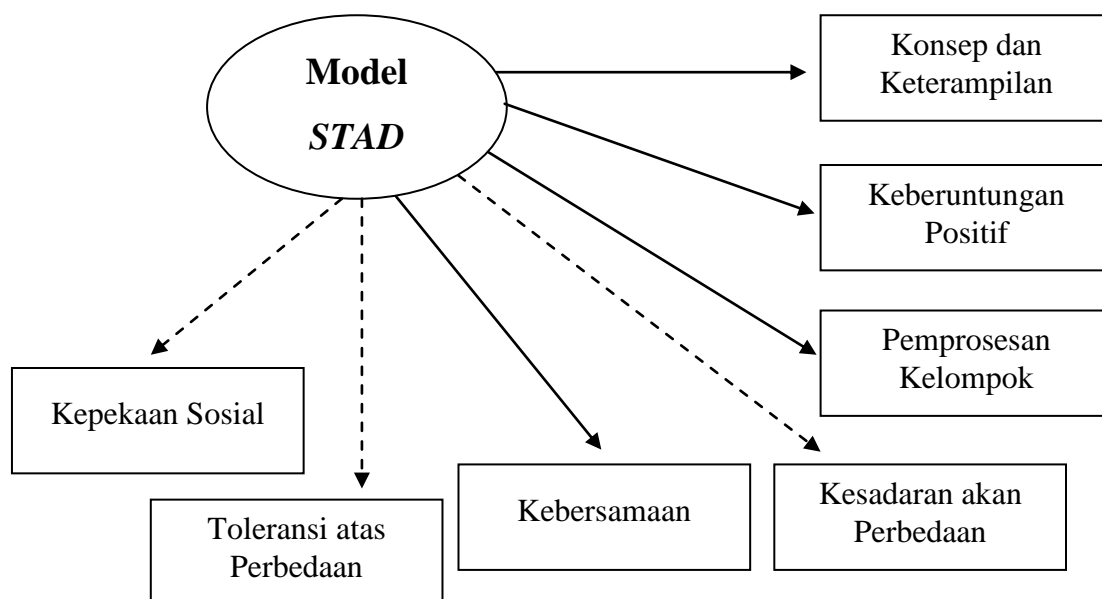 Model
STAD
Konsep dan
Keterampilan
Keberuntungan
Positif
Pemprosesan
Kelompok
Kepekaan Sosial
Toleransi atas
Perbedaan
Kebersamaan
Kesadaran akan
Perbedaan